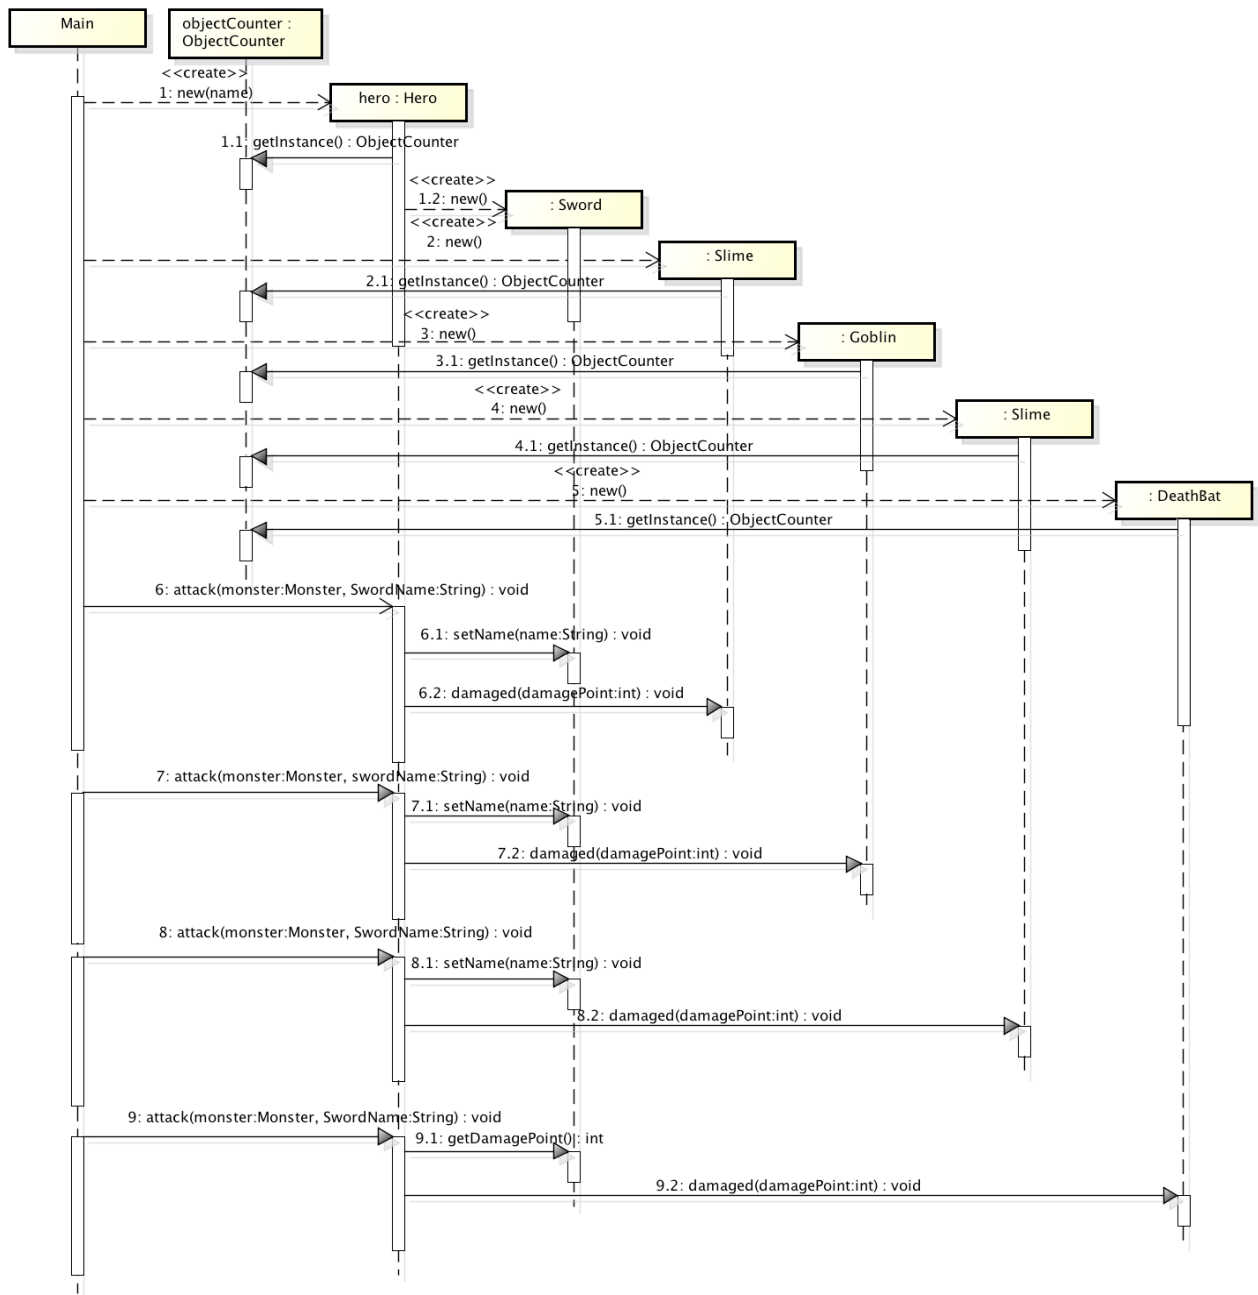 Main
objectCounter :
ObjectCounter
<<create>>
1: new(name)
hero : Hero
1.1: getInstance() : ObjectCounter
<<create>>
1.2: new()
: Sword
<<create>>
2: new()
: Slime
2.1: getInstance() : ObjectCounter
<<create>>
3: new()
: Goblin
3.1: getInstance() : ObjectCounter
<<create>>
4: new()
: Slime
4.1: getInstance() : ObjectCounter
<<create>>
5: new()
: DeathBat
5.1: getInstance() : ObjectCounter
6: attack(monster:Monster, SwordName:String) : void
6.1: setName(name:String) : void
6.2: damaged(damagePoint:int) : void
7: attack(monster:Monster, swordName:String) : void
7.1: setName(name:String) : void
7.2: damaged(damagePoint:int) : void
8: attack(monster:Monster, SwordName:String) : void
8.1: setName(name:String) : void
8.2: damaged(damagePoint:int) : void
9: attack(monster:Monster, SwordName:String) : void
9.1: getDamagePoint() : int
9.2: damaged(damagePoint:int) : void